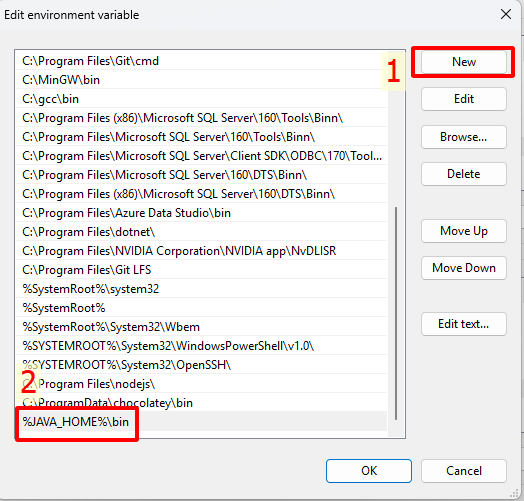 Edit environment variable
C:\Program Files\Git\cmd
C:\MinGW\bin
C:\gcc\bin
C:\Program Files (x86)\Microsoft SQL Server\160\Tools\Binn\
C:\Program Files\Microsoft SQL Server\160\Tools\Binn\
C:\Program Files\Microsoft SQL Server\Client SDK\ODBC\170\Tool...
C:\Program Files\Microsoft SQL Server\160\DTS\Binn\
C:\Program Files (x86)\Microsoft SQL Server\160\DTS\Binn\
C:\Program Files\Azure Data Studio\bin
C:\Program Files\dotnet\
C:\Program Files\NVIDIA Corporation\NVIDIA app\NvDLISR
C:\Program Files\Git LFS
%SystemRoot%\system32
%SystemRoot%
%SystemRoot%\System32\Wbem
%SYSTEMROOT%\System32\WindowsPowerShell\v1.0\
%SYSTEMROOT%\System32\OpenSSH\
C:\Program Files\nodejs\
C:\ProgramData\chocolatey\bin
2
%JAVA_HOME%\bin
1
New
Edit
Browse...
Delete
Move Up
Move Down
Edit text...
OK
Cancel